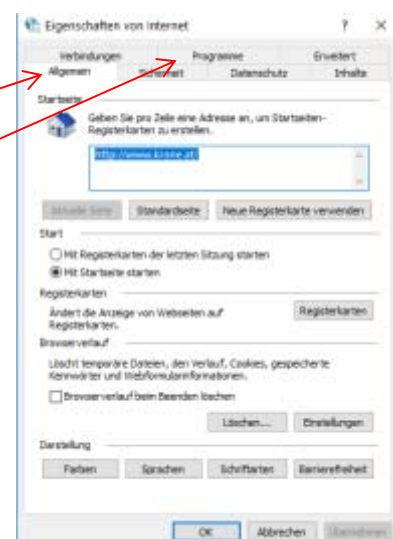 Eigenschaften von Internet
Verbindungen Programme Erweitert
Allgemein Sicherheit Datenschutz Inhalte
Startseite
Geben Sie pro Zeile eine Adresse an, um Startseiten-
Registerkarten zu erstellen.
http://www.krone.at/
Aktuelle Seite Standardseite Neue Registerkarte verwenden
Start
Mit Registerkarten der letzten Sitzung starten
Mit Startseite starten
Registerkarten
Ändert die Anzeige von Webseiten auf
Registerkarten.
Registerkarten
Browserverlauf
Löscht temporäre Dateien, den Verlauf, Cookies, gespeicherte
Kennwörter und Webformularinformationen.
Browserverlauf beim Beenden löschen
Löschen... Einstellungen
Darstellung
Farben Sprachen Schriftarten Barrierefreiheit
OK Abbrechen Übernehmen